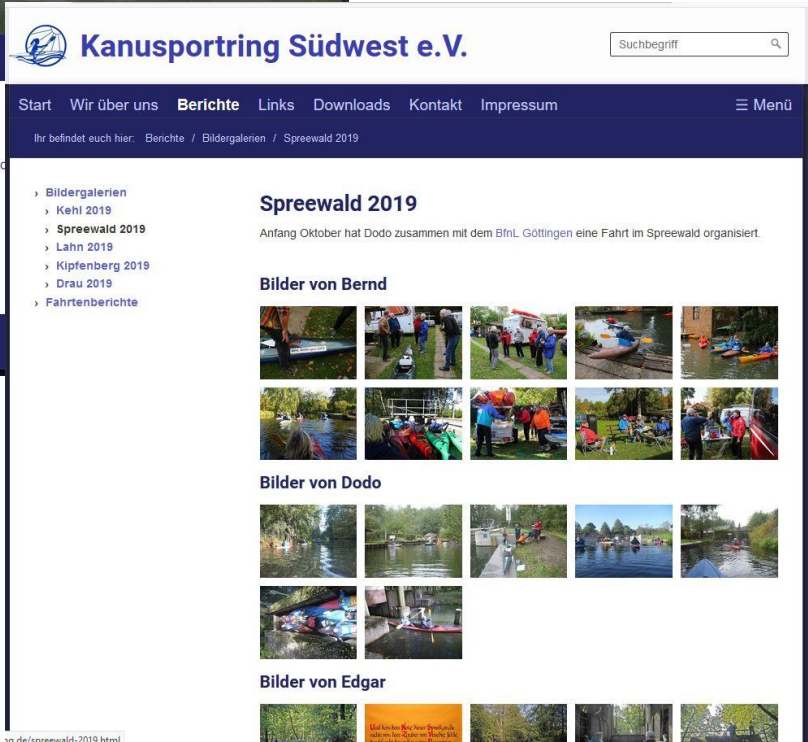 Kanusportring Südwest e.V.
Suchbegriff
Start Wir über uns Berichte Links Downloads Kontakt Impressum ☰ Menü
Ihr befindet euch hier: Berichte / Bildergalerien / Spreewald 2019
› Bildergalerien
› Kehl 2019
› Spreewald 2019
› Lahn 2019
› Kipfenberg 2019
› Drau 2019
› Fahrtenberichte
Spreewald 2019
Anfang Oktober hat Dodo zusammen mit dem BfnL Göttingen eine Fahrt im Spreewald organisiert.
Bilder von Bernd
Bilder von Dodo
Bilder von Edgar
de/spreewald-2019.html